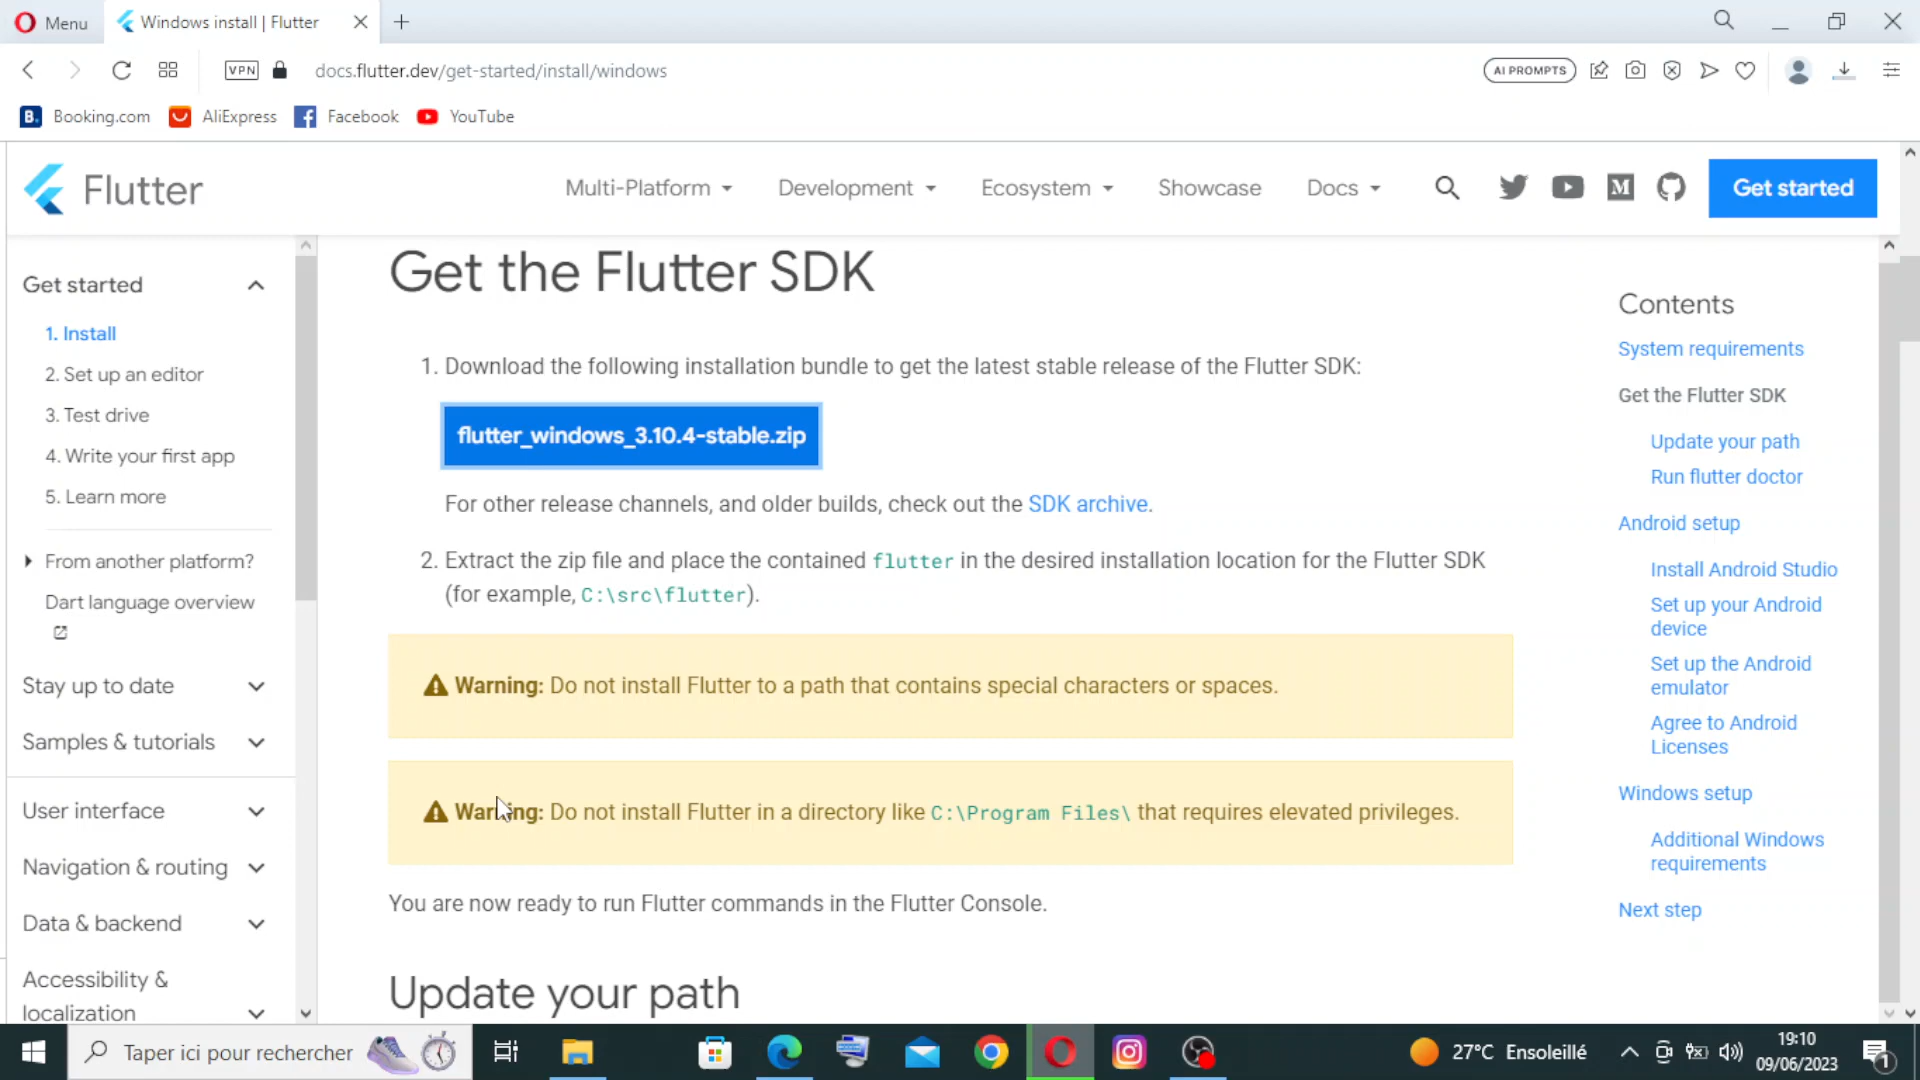 Menu
Windows install | Flutter
VPN
docs.flutter.dev/get-started/install/windows
AI PROMPTS
B.
Booking.com
AliExpress
Facebook
YouTube
Flutter
Multi-Platform
Development
Ecosystem
Showcase
Docs
M
Get started
Get started
1. Install
2. Set up an editor
3. Test drive
4. Write your first app
5. Learn more
From another platform?
Dart language overview
Stay up to date
Samples & tutorials
User interface
Navigation & routing
Data & backend
Accessibility &
localization
Get the Flutter SDK
1. Download the following installation bundle to get the latest stable release of the Flutter SDK:
flutter_windows_3.10.4-stable.zip
For other release channels, and older builds, check out the SDK archive.
2. Extract the zip file and place the contained flutter in the desired installation location for the Flutter SDK
(for example, C:\src\flutter).
Warning: Do not install Flutter to a path that contains special characters or spaces.
Warning: Do not install Flutter in a directory like C:\Program Files\ that requires elevated privileges.
You are now ready to run Flutter commands in the Flutter Console.
Update your path
Contents
System requirements
Get the Flutter SDK
Update your path
Run flutter doctor
Android setup
Install Android Studio
Set up your Android
device
Set up the Android
emulator
Agree to Android
Licenses
Windows setup
Additional Windows
requirements
Next step
Taper ici pour rechercher
27°C Ensoleillé
19:10
09/06/2023
1